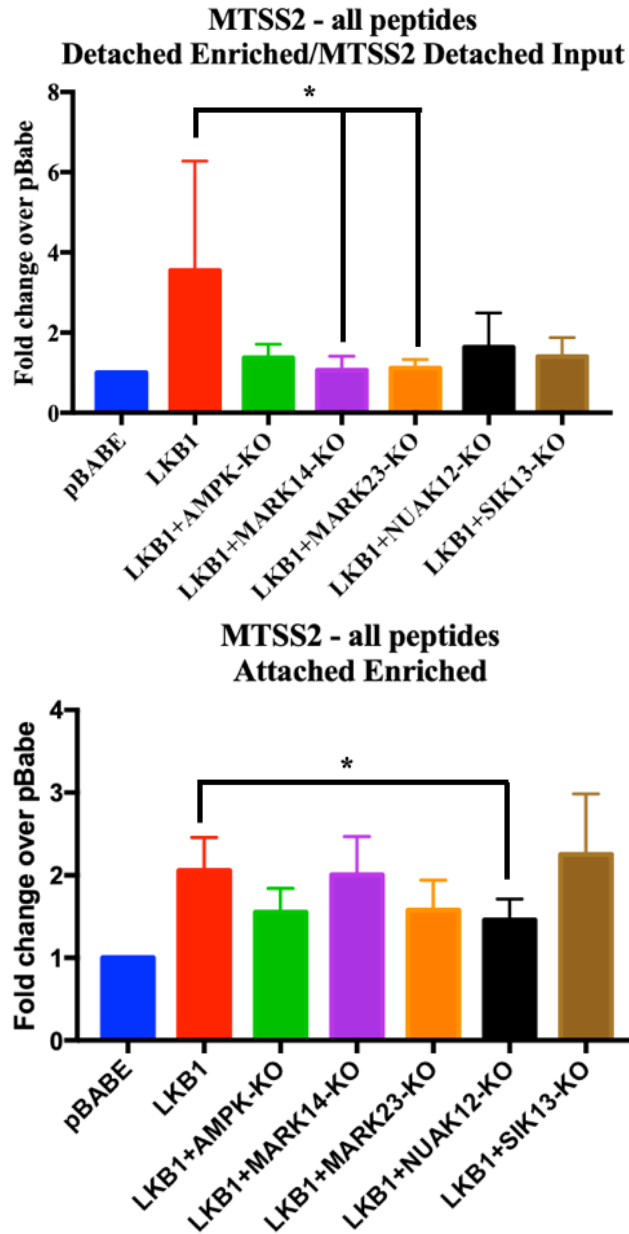 MTSS2 - all peptides
Detached Enriched/MTSS2 Detached Input
Fold change over pBabe
8
6
4
2
0
*
pBABE
LKB1
LKB1+AMPK-KO
LKB1+MARK14-KO
LKB1+MARK23-KO
LKB1+NUAK12-KO
LKB1+SIK13-KO
MTSS2 - all peptides
Attached Enriched
Fold change over pBabe
4
3
2
1
0
*
pBABE
LKB1
LKB1+AMPK-KO
LKB1+MARK14-KO
LKB1+MARK23-KO
LKB1+NUAK12-KO
LKB1+SIK13-KO